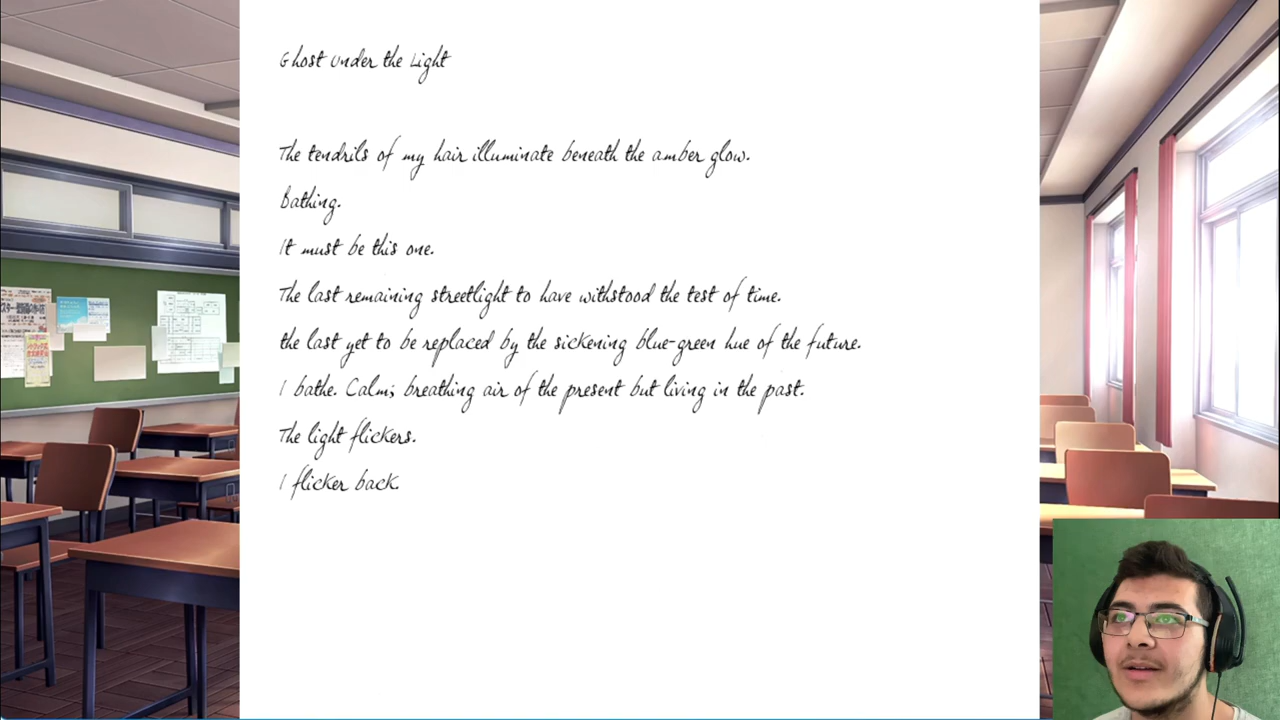 Ghost Under the Light
The tendrils of my hair illuminate beneath the amber glow.
Bathing.
It must be this one.
The last remaining streetlight to have withstood the test of time.
the last yet to be replaced by the sickening blue-green hue of the future.
I bathe. Calm; breathing air of the present but living in the past.
The light flickers.
I flicker back.